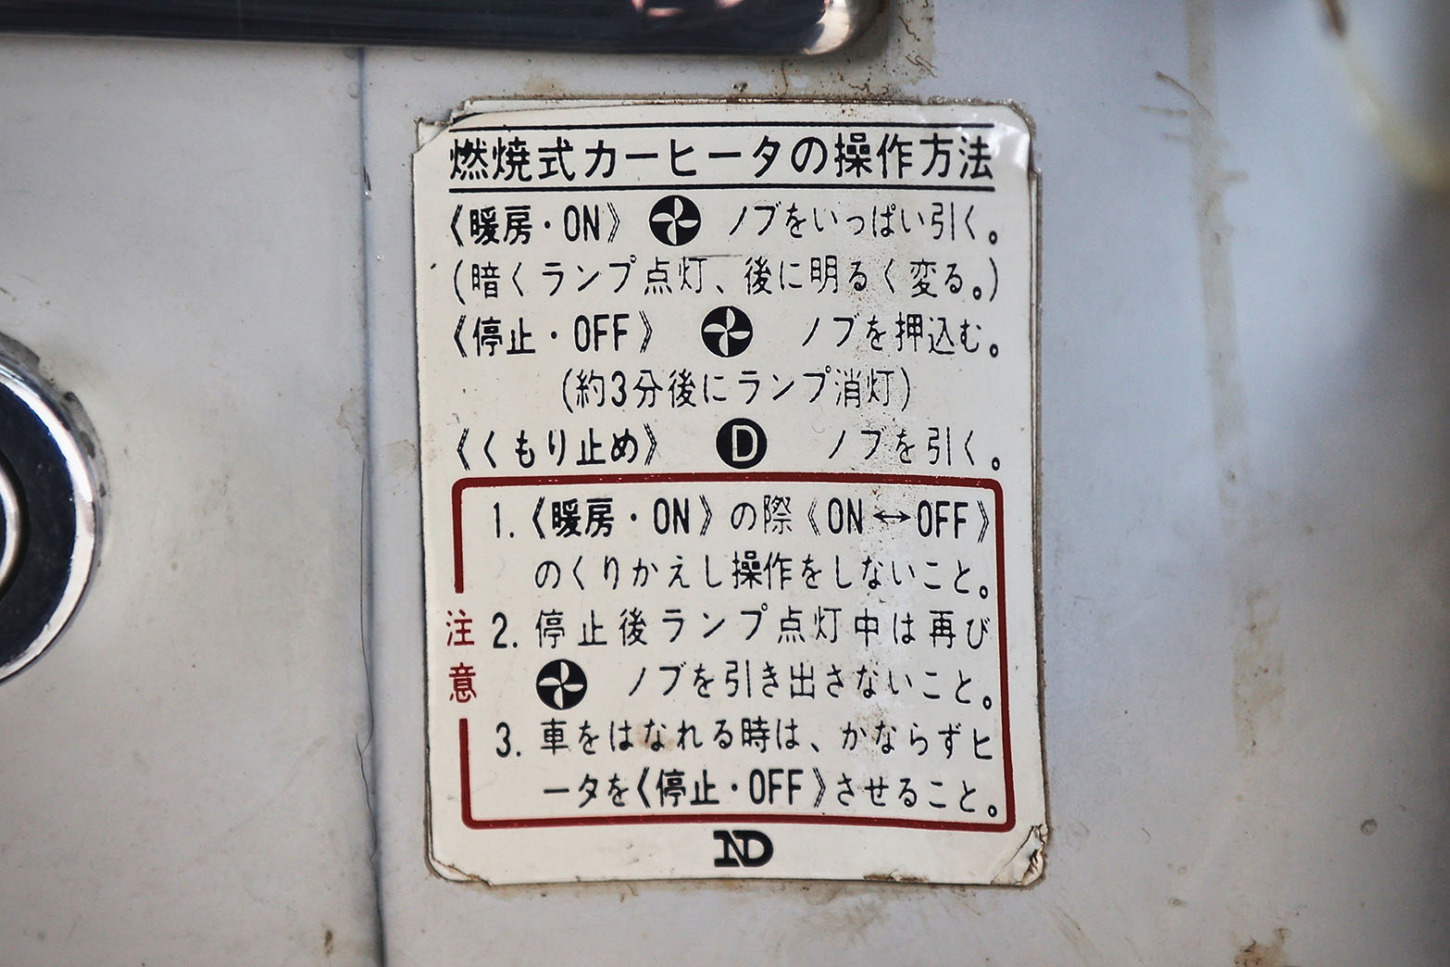 燃焼式カーヒータの操作方法
《暖房・ON》 ノブをいっぱい引く。
(暗くランプ点灯、後に明るく変る。)
《停止・OFF》 ノブを押込む。
(約3分後にランプ消灯)
《くもり止め》 D ノブを引く。
注意
1.《暖房・ON》の際《ON↔OFF》
のくりかえし操作をしないこと。
2.停止後ランプ点灯中は再び
ノブを引き出さないこと。
3.車をはなれる時は、かならずヒ
ータを《停止・OFF》させること。
ND